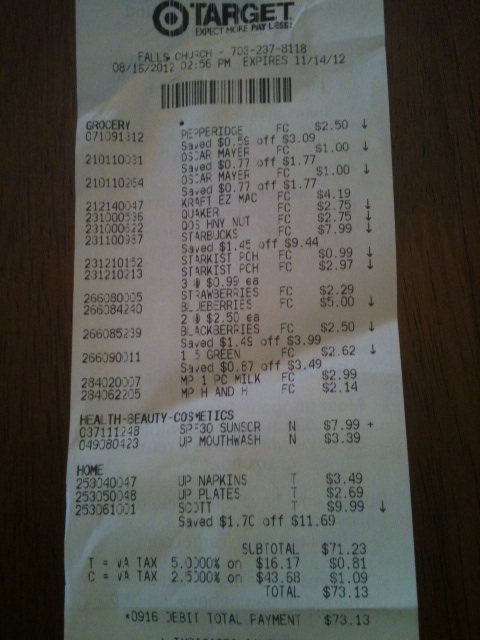 TARGET
EXPECT MORE. PAY LESS.
FALLS CHURCH - 703-237-8118
08/16/2012 02:56 PM EXPIRES 11/14/12
GROCERY
071091312 PEPPERIDGE FC $2.50 ↓
Saved $0.59 off $3.09
210110031 OSCAR MAYER FC $1.00 ↓
Saved $0.77 off $1.77
210110264 OSCAR MAYER FC $1.00 ↓
Saved $0.77 off $1.77
212140047 KRAFT EZ MAC FC $4.19
231000536 QUAKER FC $2.75 ↓
231000622 QOS HNY NUT FC $2.75 ↓
231100987 STARBUCKS FC $7.99 ↓
Saved $1.45 off $9.44
231210152 STARKIST PCH FC $0.99 ↓
231210213 STARKIST PCH FC $2.97 ↓
3 @ $0.99 ea
266080005 STRAWBERRIES FC $2.29
266084240 BLUEBERRIES FC $5.00 ↓
2 @ $2.50 ea
266085239 BLACKBERRIES FC $2.50 ↓
Saved $1.49 off $3.99
266090011 GREEN FC $2.62 ↓
Saved $0.87 off $3.49
284020007 MP 1 PC MILK FC $2.99
284062205 MP H AND H FC $2.14
HEALTH-BEAUTY-COSMETICS
037111248 SPF30 SUNSCR N $7.99 +
049080423 UP MOUTHWASH N $3.39
HOME
253040047 UP NAPKINS T $3.49
253050048 UP PLATES T $2.69
253061001 SCOTT T $9.99 ↓
Saved $1.70 off $11.69
SUBTOTAL $71.23
T = VA TAX 5.0000% on $16.17 $0.81
C = VA TAX 2.5000% on $43.68 $1.09
TOTAL $73.13
*0916 DEBIT TOTAL PAYMENT $73.13